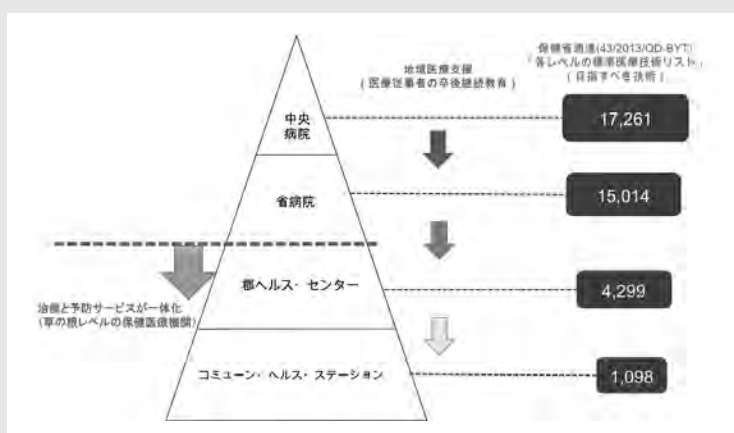 地域医療支援
(医療従事者の卒後継続教育)
保健省通達(43/2013/QD-BYT)
「各レベルの標準医療技術リスト」
(目指すべき技術)
中央
病院
17,261
省病院
15,014
郡ヘルス・センター
4,299
治療と予防サービスが一体化
(草の根レベルの保健医療機関)
コミューン・ヘルス・ステーション
1,098